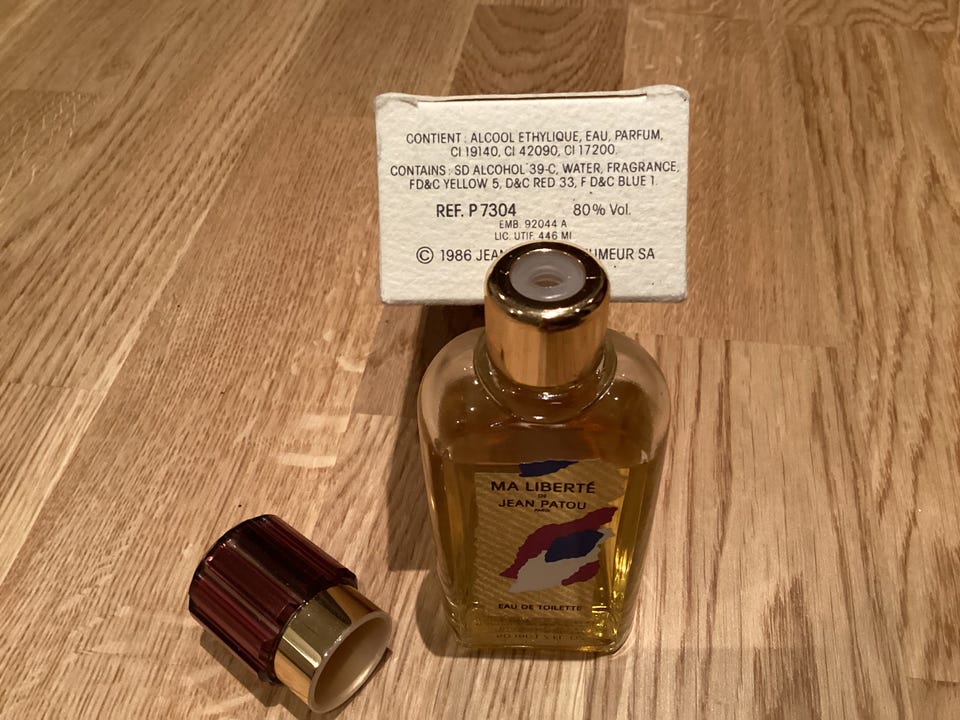 CONTIENT : ALCOOL ETHYLIQUE, EAU, PARFUM,
CI 19140, CI 42090, CI 17200.
CONTAINS : SD ALCOHOL 39-C, WATER, FRAGRANCE,
FD&C YELLOW 5, D&C RED 33, F D&C BLUE 1
REF. P 7304 80% Vol.
EMB. 92044 A
LIC. UTIF. 446 MI
© 1986 JEAN UMEUR SA
MA LIBERTÉ
DE
JEAN PATOU
PARIS
EAU DE TOILETTE